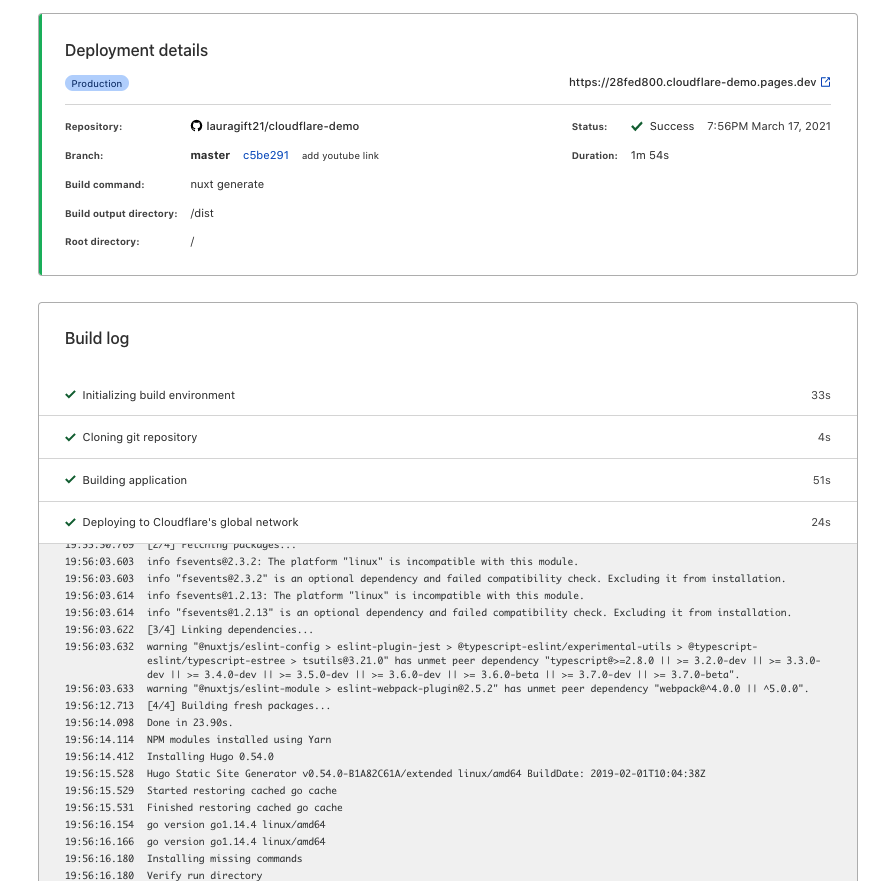 Deployment details
Production
https://28fed800.cloudflare-demo.pages.dev
Repository: lauragift21/cloudflare-demo
Status: Success 7:56PM March 17, 2021
Branch: master c5be291 add youtube link
Duration: 1m 54s
Build command: nuxt generate
Build output directory: /dist
Root directory: /
Build log
Initializing build environment 33s
Cloning git repository 4s
Building application 51s
Deploying to Cloudflare's global network 24s
[2/4] Fetching packages...
19:56:03.603 info fsevents@2.3.2: The platform "linux" is incompatible with this module.
19:56:03.603 info "fsevents@2.3.2" is an optional dependency and failed compatibility check. Excluding it from installation.
19:56:03.614 info fsevents@1.2.13: The platform "linux" is incompatible with this module.
19:56:03.614 info "fsevents@1.2.13" is an optional dependency and failed compatibility check. Excluding it from installation.
19:56:03.622 [3/4] Linking dependencies...
19:56:03.632 warning "@nuxtjs/eslint-config > eslint-plugin-jest > @typescript-eslint/experimental-utils > @typescript-
eslint/typescript-estree > tsutils@3.21.0" has unmet peer dependency "typescript@>=2.8.0 || >= 3.2.0-dev || >= 3.3.0-
dev || >= 3.4.0-dev || >= 3.5.0-dev || >= 3.6.0-dev || >= 3.6.0-beta || >= 3.7.0-dev || >= 3.7.0-beta".
19:56:03.633 warning "@nuxtjs/eslint-module > eslint-webpack-plugin@2.5.2" has unmet peer dependency "webpack@^4.0.0 || ^5.0.0".
19:56:12.713 [4/4] Building fresh packages...
19:56:14.098 Done in 23.90s.
19:56:14.114 NPM modules installed using Yarn
19:56:14.412 Installing Hugo 0.54.0
19:56:15.528 Hugo Static Site Generator v0.54.0-B1A82C61A/extended linux/amd64 BuildDate: 2019-02-01T10:04:38Z
19:56:15.529 Started restoring cached go cache
19:56:15.531 Finished restoring cached go cache
19:56:16.154 go version go1.14.4 linux/amd64
19:56:16.166 go version go1.14.4 linux/amd64
19:56:16.180 Installing missing commands
19:56:16.180 Verify run directory